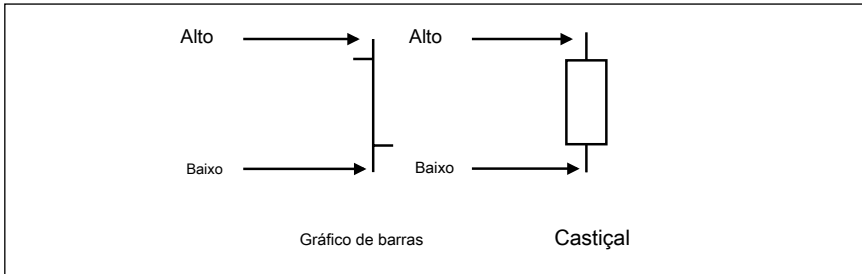 Alto
Alto
Baixo
Baixo
Gráfico de barras
Castiçal